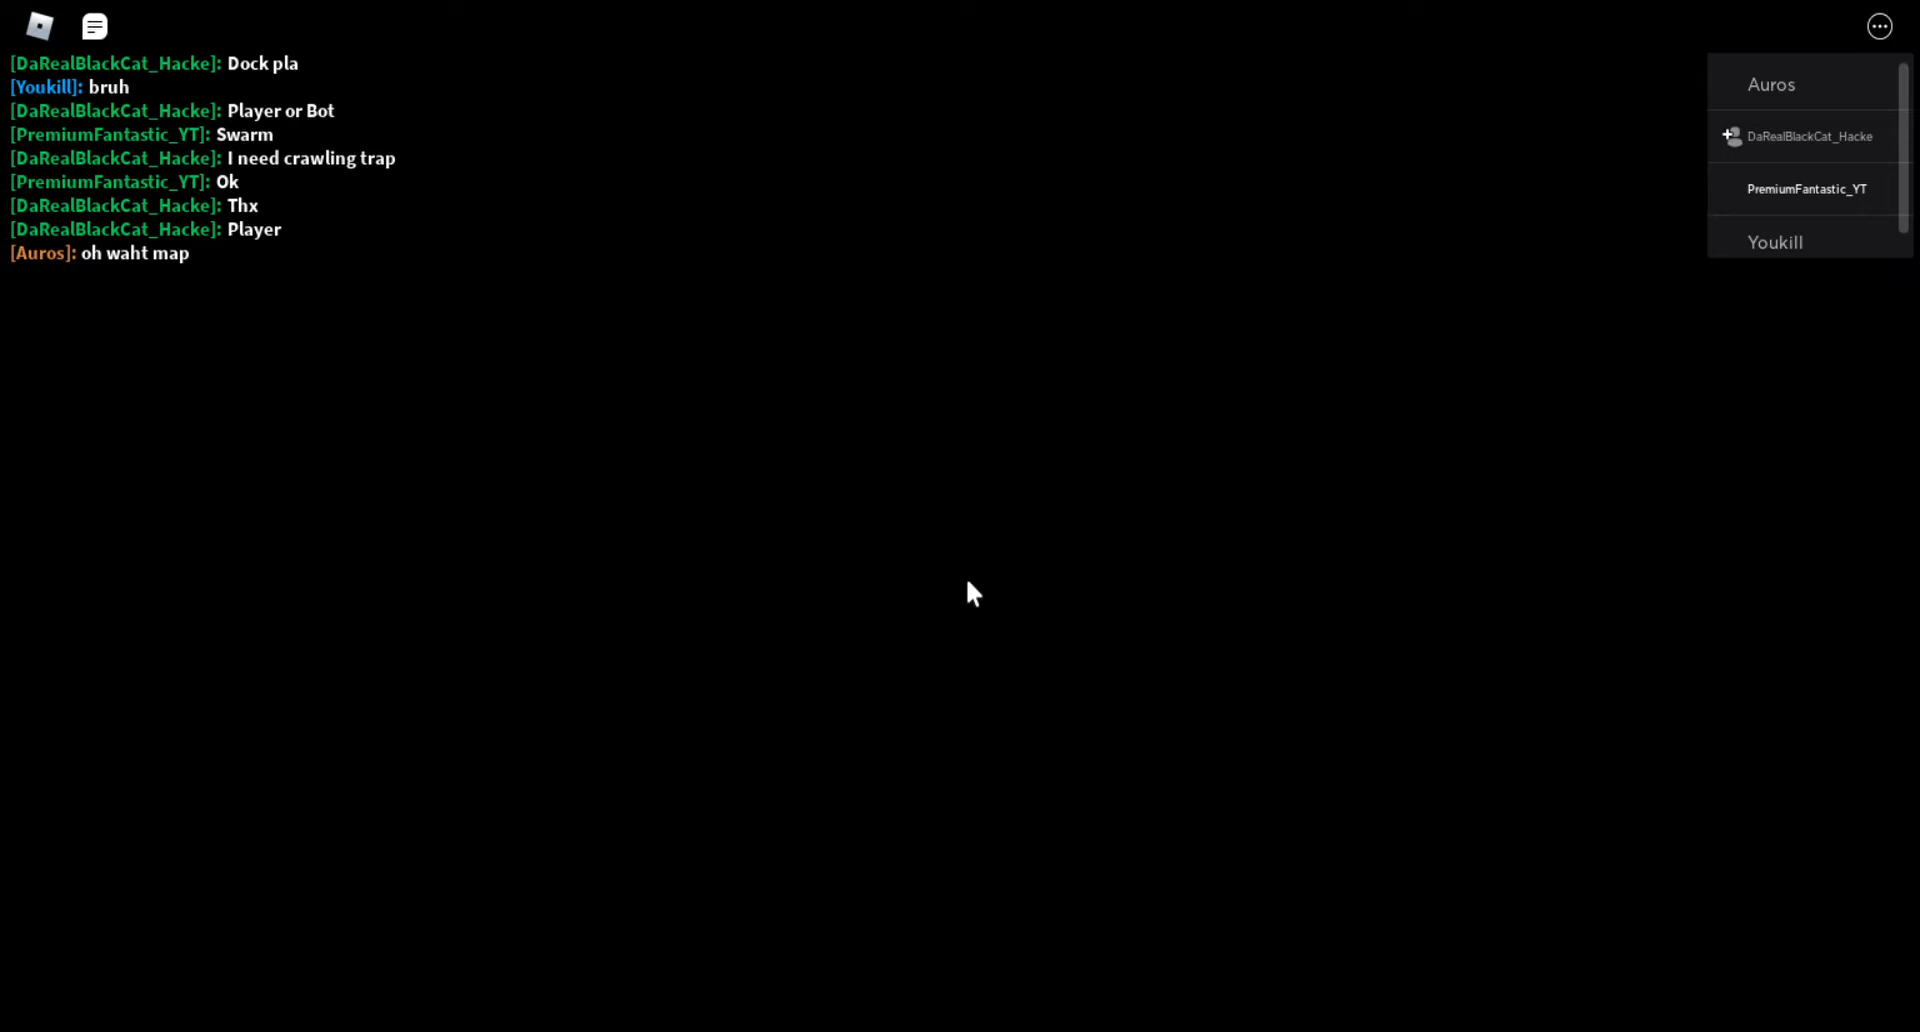 [DaRealBlackCat_Hacke]: Dock pla
[Youkill]: bruh
[DaRealBlackCat_Hacke]: Player or Bot
[PremiumFantastic_YT]: Swarm
[DaRealBlackCat_Hacke]: I need crawling trap
[PremiumFantastic_YT]: Ok
[DaRealBlackCat_Hacke]: Thx
[DaRealBlackCat_Hacke]: Player
[Auros]: oh waht map
Auros
DaRealBlackCat_Hacke
PremiumFantastic_YT
Youkill